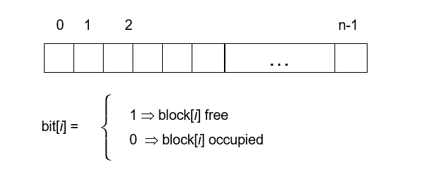 0 1 2 n-1
...
1 ⇒ block[i] free
bit[i] =
0 ⇒ block[i] occupied